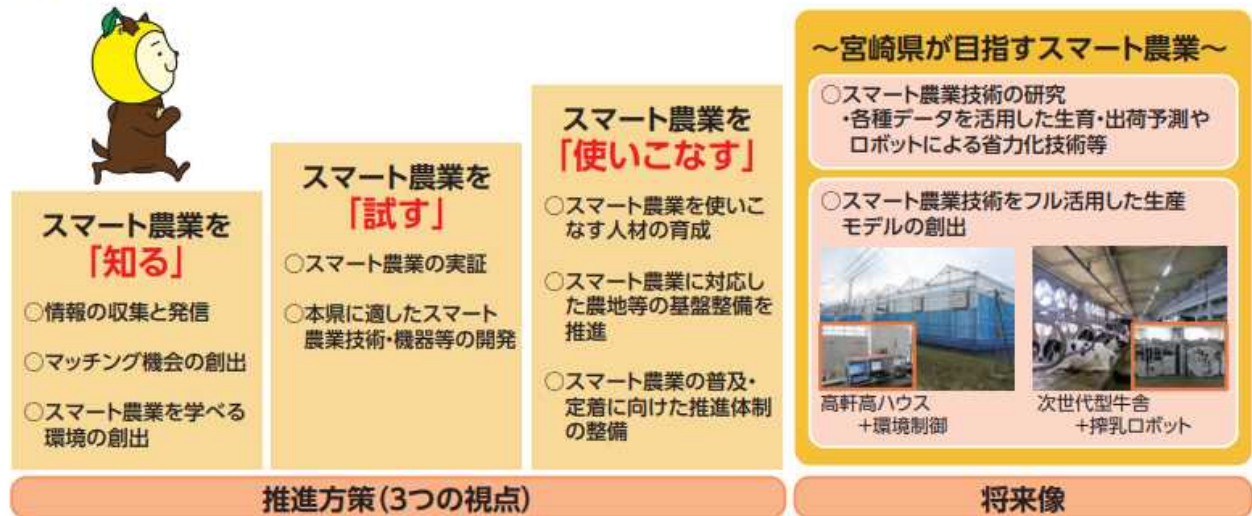 スマート農業を
「知る」
○情報の収集と発信
○マッチング機会の創出
○スマート農業を学べる
環境の創出
スマート農業を
「試す」
○スマート農業の実証
○本県に適したスマート
農業技術・機器等の開発
スマート農業を
「使いこなす」
○スマート農業を使いこ
なす人材の育成
○スマート農業に対応し
た農地等の基盤整備を
推進
○スマート農業の普及・
定着に向けた推進体制
の整備
推進方策(3つの視点)
～宮崎県が目指すスマート農業～
○スマート農業技術の研究
・各種データを活用した生育・出荷予測や
ロボットによる省力化技術等
○スマート農業技術をフル活用した生産
モデルの創出
高軒高ハウス
+環境制御
次世代型牛舎
+搾乳ロボット
将来像